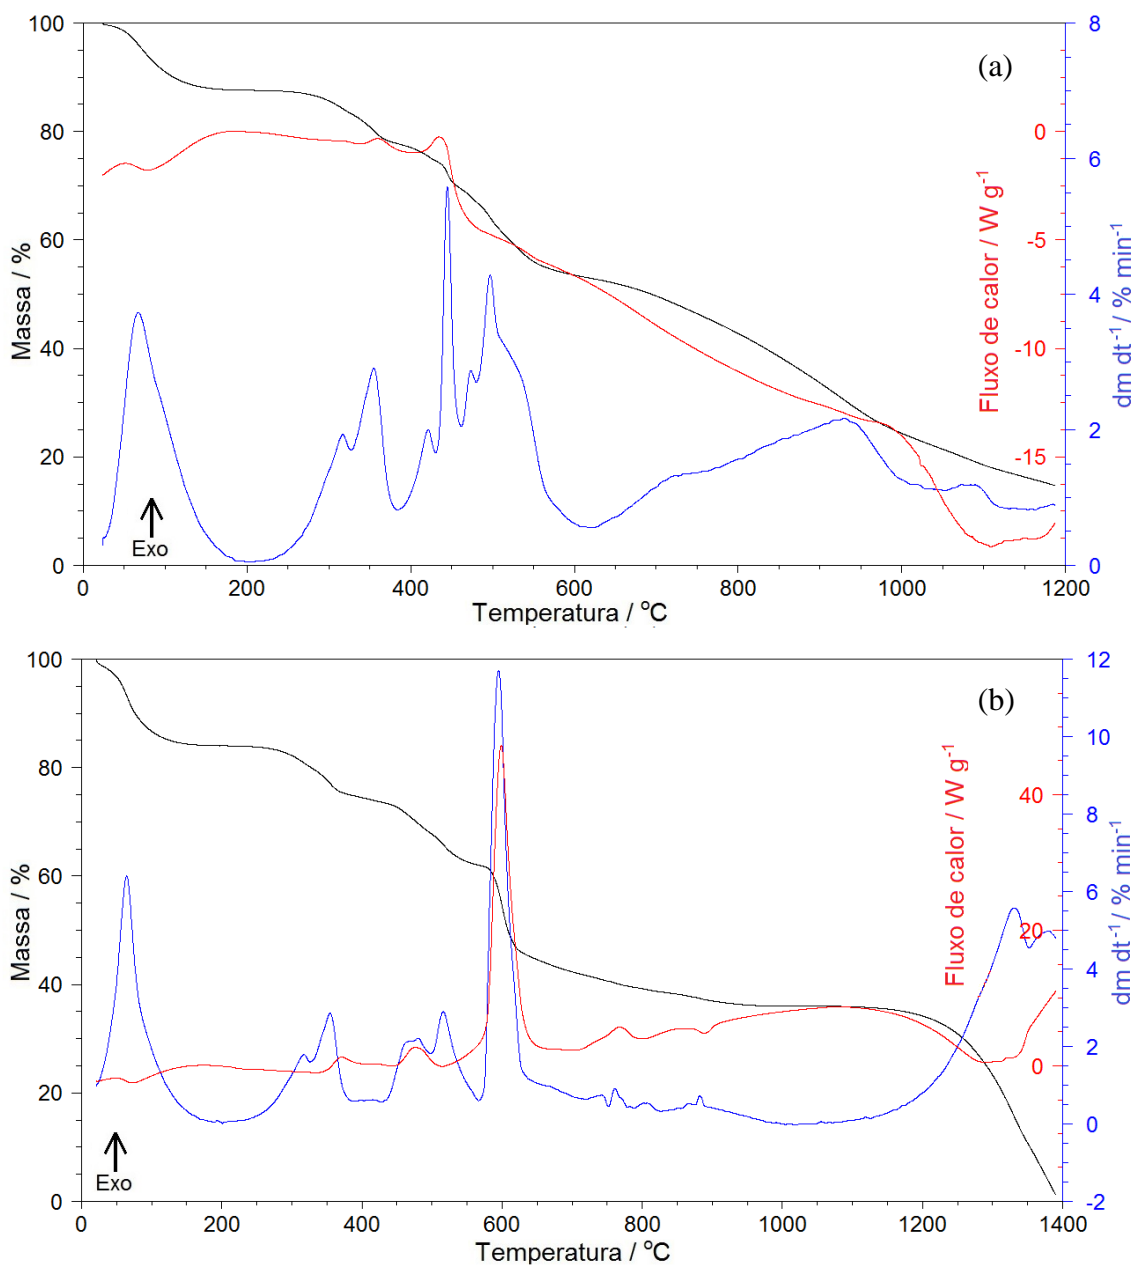 (a)
Massa / %
100
80
60
40
20
0
0 200 400 600 800 1000 1200
Temperatura / °C
Exo
Fluxo de calor / W g⁻¹
0
-5
-10
-15
dm dt⁻¹ / % min⁻¹
8
6
4
2
0
(b)
Massa / %
100
80
60
40
20
0
0 200 400 600 800 1000 1200 1400
Temperatura / °C
Exo
Fluxo de calor / W g⁻¹
40
20
0
dm dt⁻¹ / % min⁻¹
12
10
8
6
4
2
0
-2